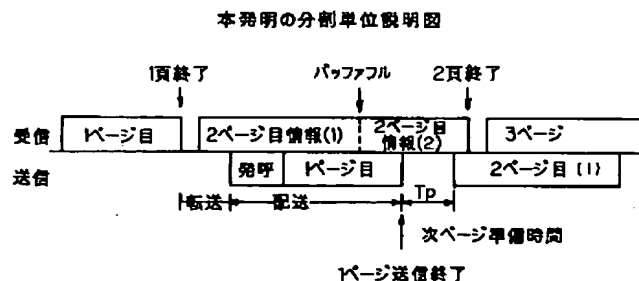 本発明の分割単位説明図
1頁終了 バッファフル 2頁終了
受信 1ページ目 2ページ目情報(1) 2ページ目情報(2) 3ページ
送信 発呼 1ページ目 2ページ目(1)
転送 配送 Tp
次ページ準備時間
1ページ送信終了